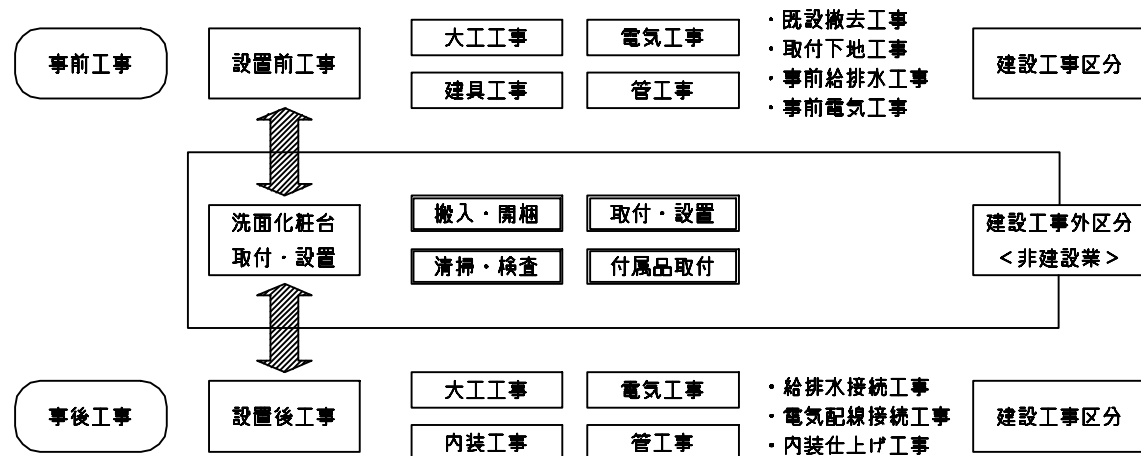 事前工事
設置前工事
大工工事
電気工事
建具工事
管工事
・既設撤去工事
・取付下地工事
・事前給排水工事
・事前電気工事
建設工事区分
洗面化粧台
取付・設置
搬入・開梱
取付・設置
清掃・検査
付属品取付
建設工事外区分
<非建設業>
事後工事
設置後工事
大工工事
電気工事
内装工事
管工事
・給排水接続工事
・電気配線接続工事
・内装仕上げ工事
建設工事区分